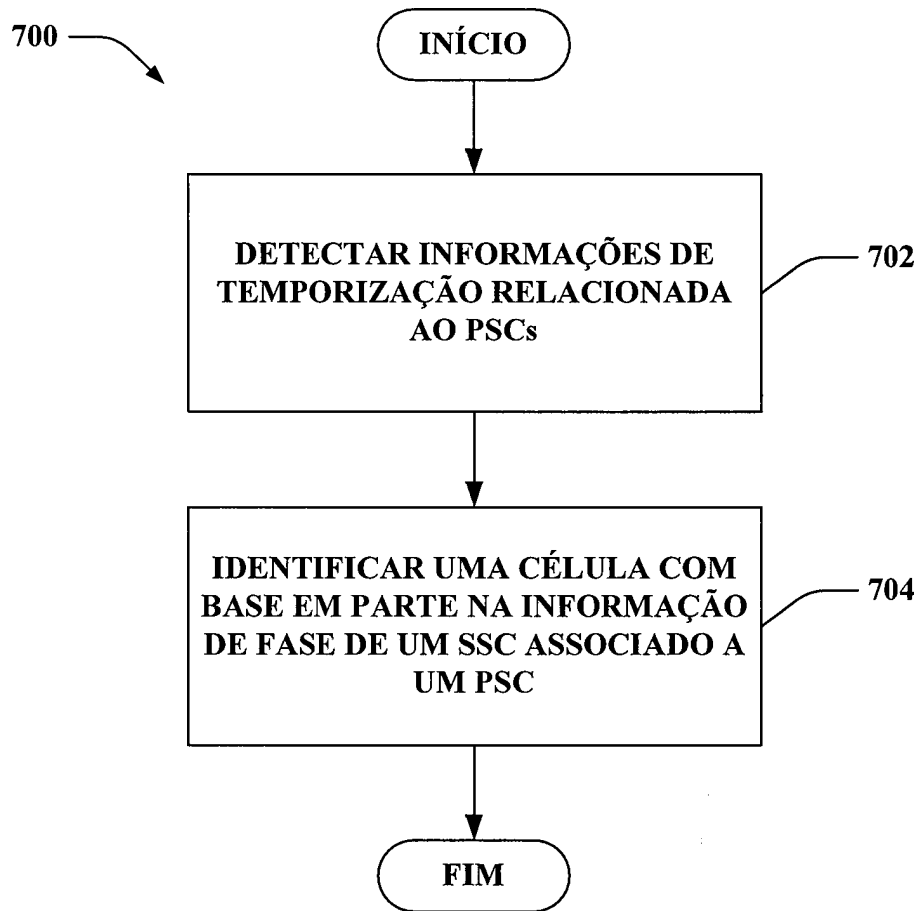 700
INÍCIO
DETECTAR INFORMAÇÕES DE
TEMPORIZAÇÃO RELACIONADA
AO PSCs
702
IDENTIFICAR UMA CÉLULA COM
BASE EM PARTE NA INFORMAÇÃO
DE FASE DE UM SSC ASSOCIADO A
UM PSC
704
FIM